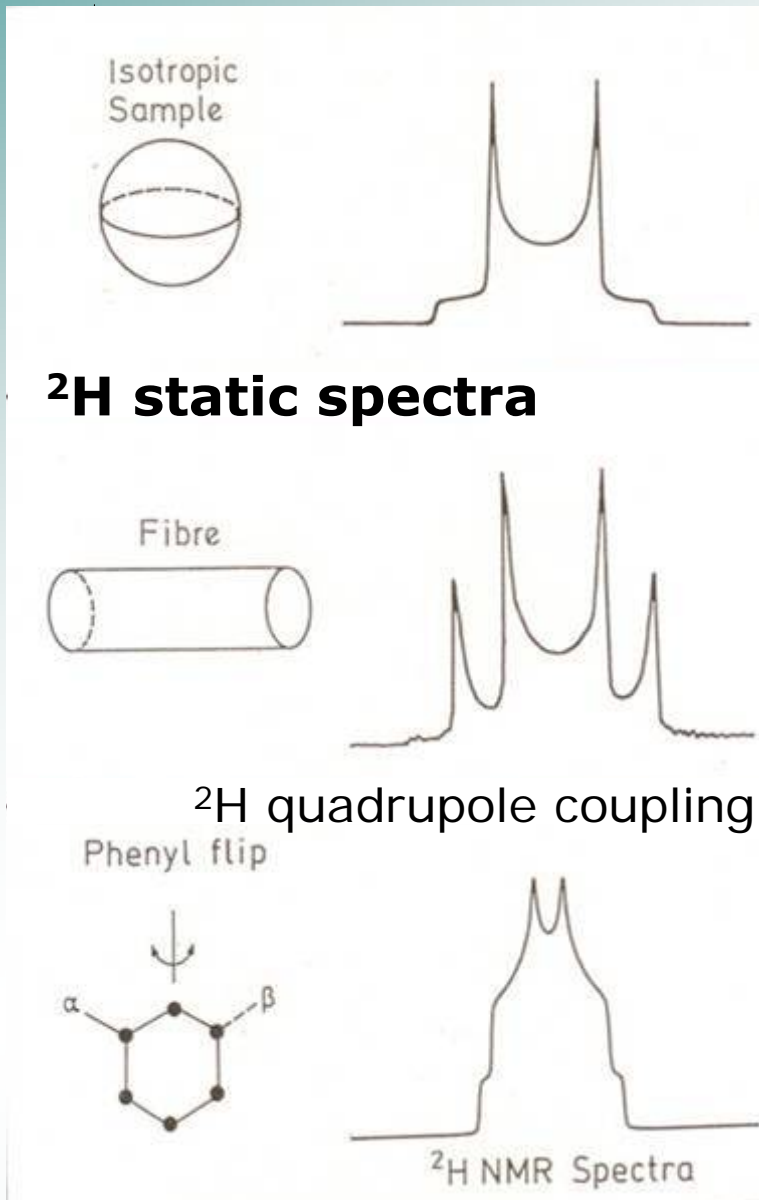 Isotropic
Sample
²H static spectra
Fibre
²H quadrupole coupling
Phenyl flip
α
β
²H NMR Spectra